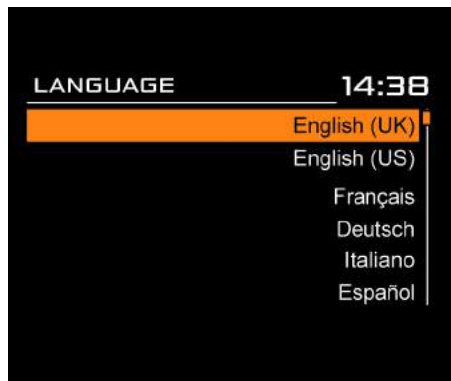 LANGUAGE 14:38
English (UK)
English (US)
Français
Deutsch
Italiano
Español